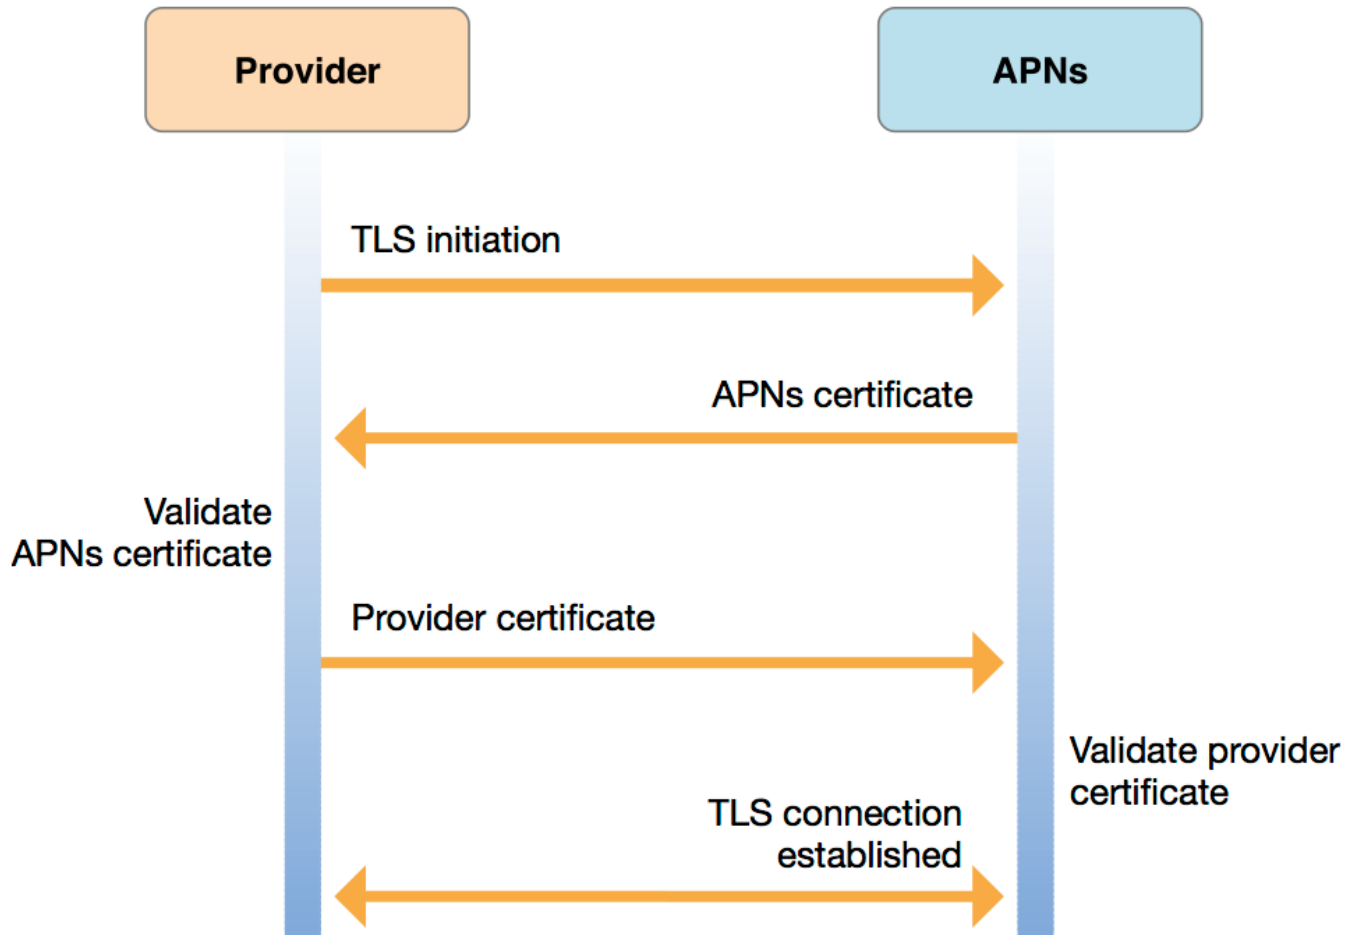 Provider
APNs
TLS initiation
APNs certificate
Validate
APNs certificate
Provider certificate
Validate provider
certificate
TLS connection
established